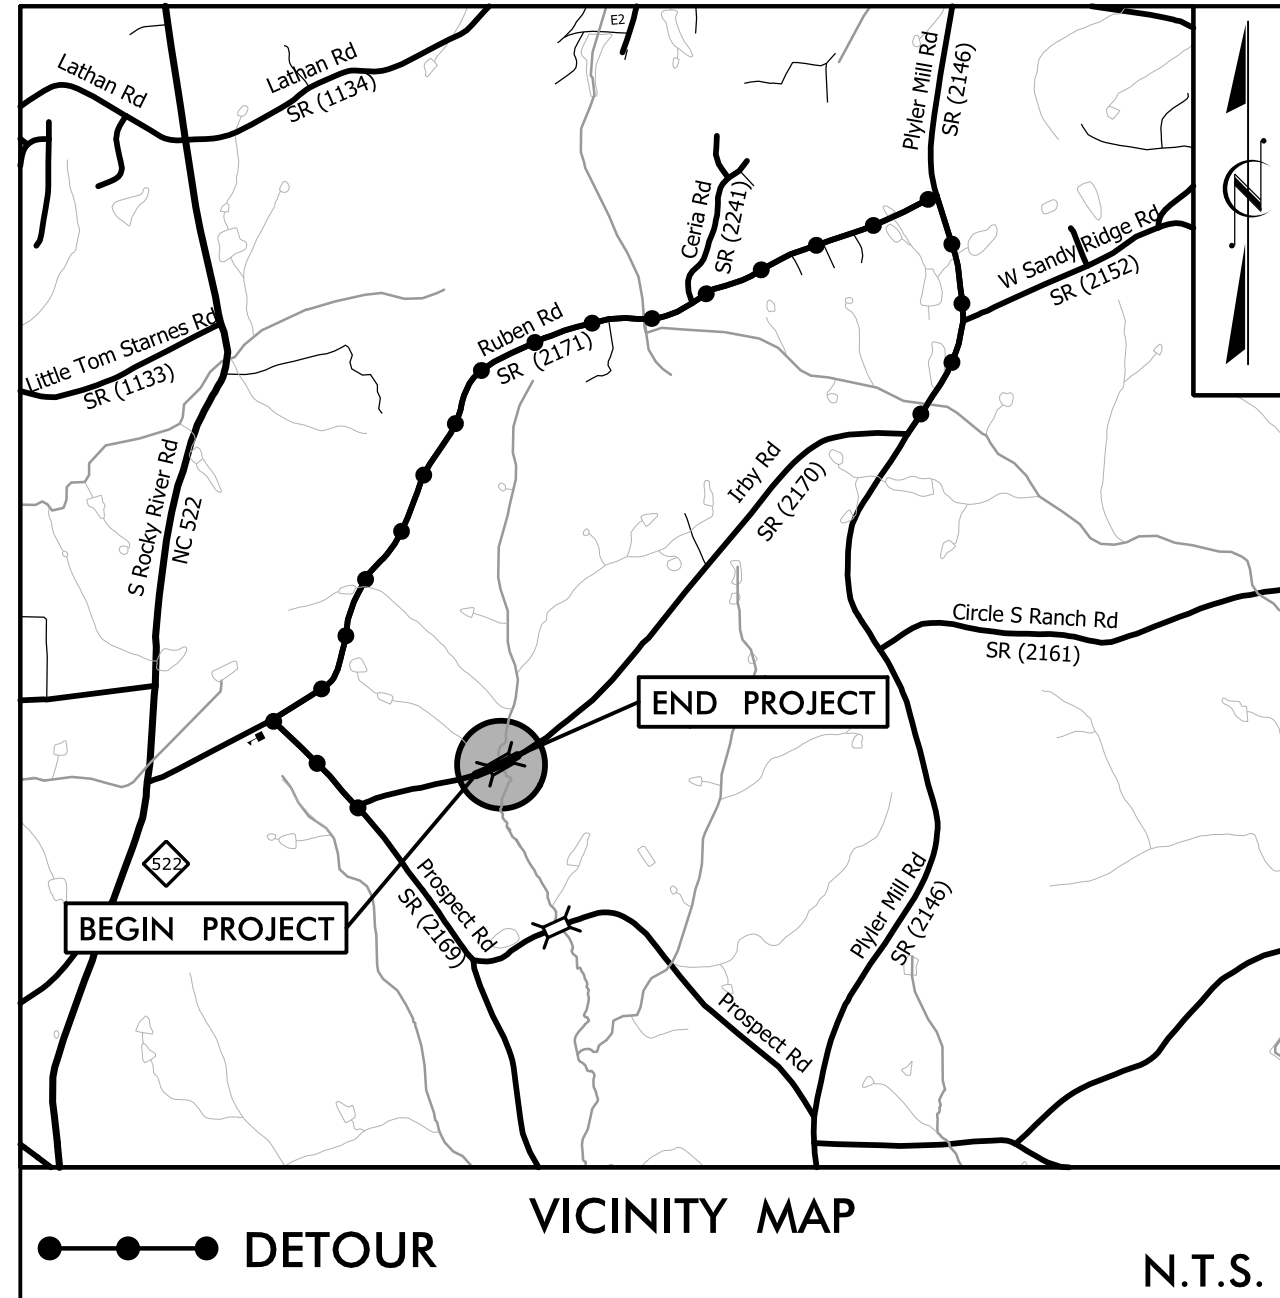 E2
Lathan Rd
Lathan Rd
SR (1134)
Plyler Mill Rd
SR (2146)
Ceria Rd
SR (2241)
W Sandy Ridge Rd
SR (2152)
Little Tom Starnes Rd
SR (1133)
Ruben Rd
SR (2171)
S Rocky River Rd
NC 522
Irby Rd
SR (2170)
Circle S Ranch Rd
SR (2161)
END PROJECT
522
BEGIN PROJECT
Prospect Rd
SR (2169)
Plyler Mill Rd
SR (2146)
Prospect Rd
VICINITY MAP
DETOUR
N.T.S.